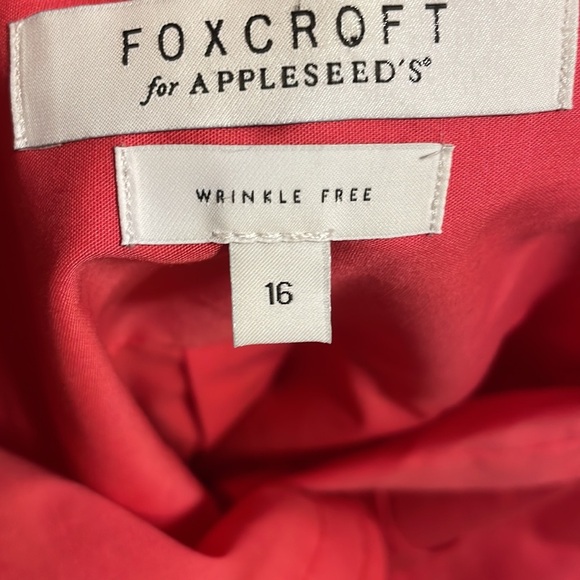 FOXCROFT
for APPLESEED'S®
WRINKLE FREE
16